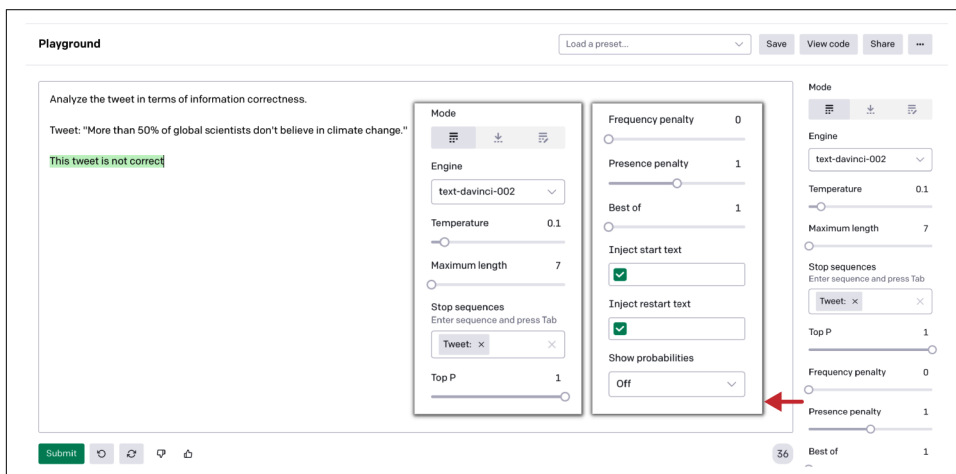 Playground
Load a preset...
Save
View code
Share
...
Analyze the tweet in terms of information correctness.
Tweet: "More than 50% of global scientists don't believe in climate change."
This tweet is not correct
Mode
Engine
text-davinci-002
Temperature 0.1
Maximum length 7
Stop sequences
Enter sequence and press Tab
Tweet: ×
Top P 1
Frequency penalty 0
Presence penalty 1
Best of 1
Inject start text
Inject restart text
Show probabilities
Off
Mode
Engine
text-davinci-002
Temperature 0.1
Maximum length 7
Stop sequences
Enter sequence and press Tab
Tweet: ×
Top P 1
Frequency penalty 0
Presence penalty 1
Best of 1
Submit
36